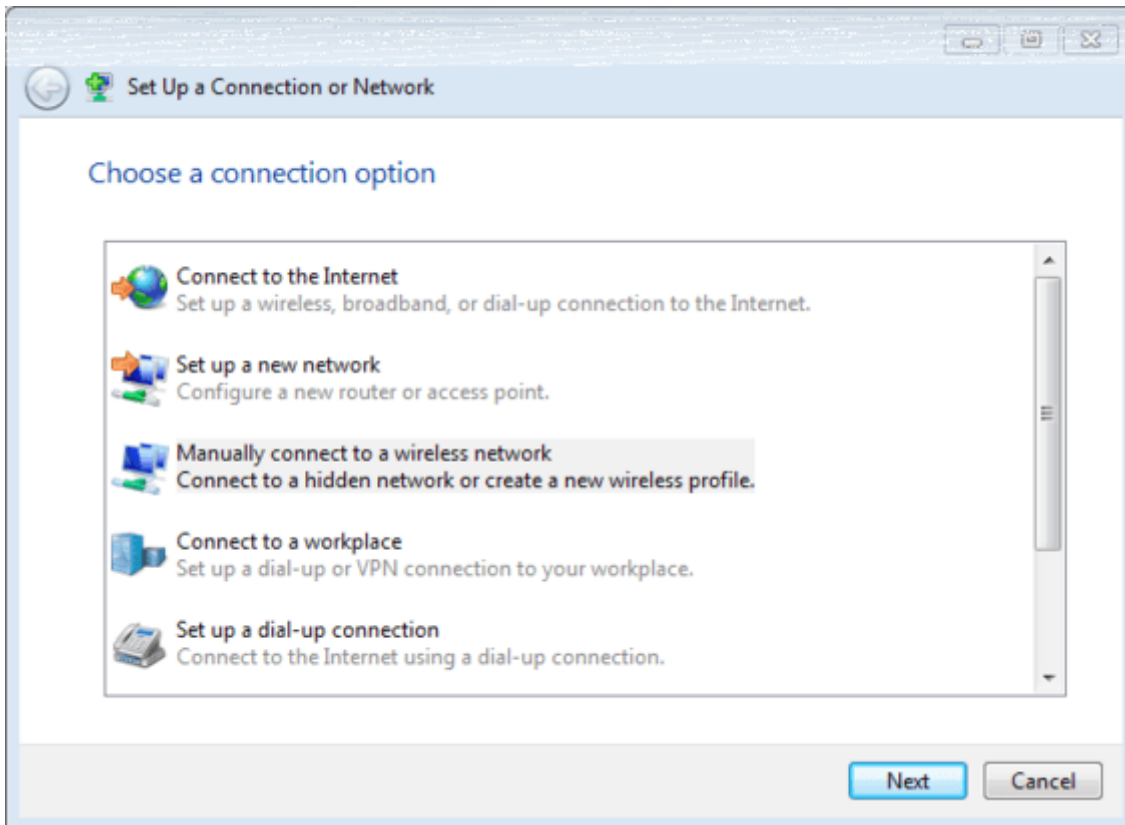 Set Up a Connection or Network
Choose a connection option
Connect to the Internet
Set up a wireless, broadband, or dial-up connection to the Internet.
Set up a new network
Configure a new router or access point.
Manually connect to a wireless network
Connect to a hidden network or create a new wireless profile.
Connect to a workplace
Set up a dial-up or VPN connection to your workplace.
Set up a dial-up connection
Connect to the Internet using a dial-up connection.
Next
Cancel